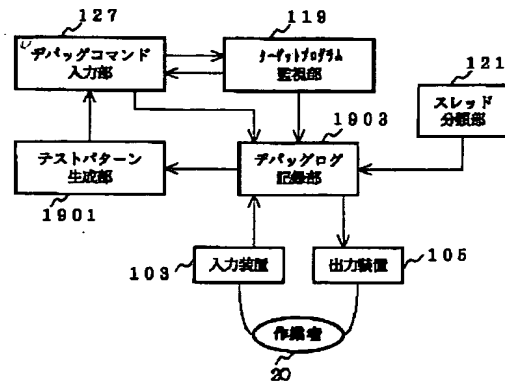 127
119
デバッグコマンド
入力部
ターゲットプログラム
監視部
121
スレッド
分類部
1903
テストパターン
生成部
デバッグログ
記録部
1901
103
入力装置
出力装置
105
作業者
20